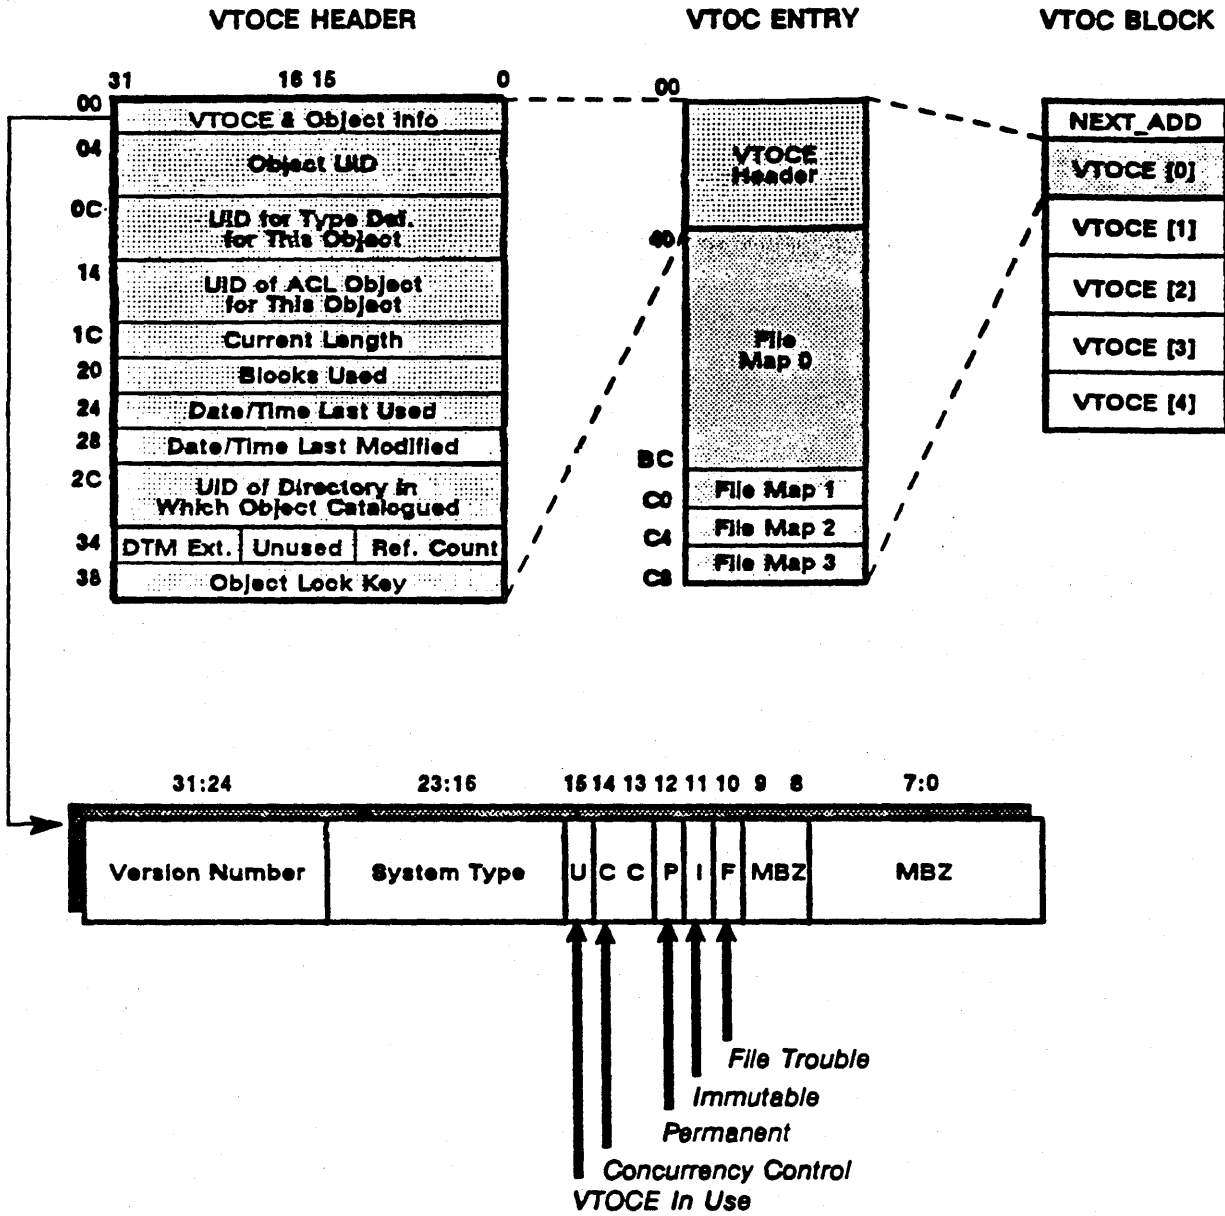 VTOCE HEADER
VTOC ENTRY
VTOC BLOCK
31 16 15 0
00
VTOCE & Object Info
04
Object UID
0C
UID for Type Def.
for This Object
14
UID of ACL Object
for This Object
1C
Current Length
20
Blocks Used
24
Date/Time Last Used
28
Date/Time Last Modified
2C
UID of Directory in
Which Object Catalogued
34
DTM Ext. Unused Ref. Count
38
Object Lock Key
00
VTOCE
Header
40
File
Map 0
BC
File Map 1
C0
File Map 2
C4
File Map 3
C8
NEXT_ADD
VTOCE [0]
VTOCE [1]
VTOCE [2]
VTOCE [3]
VTOCE [4]
31:24 23:16 15 14 13 12 11 10 9 8 7:0
Version Number System Type U C C P I F MBZ MBZ
File Trouble
Immutable
Permanent
Concurrency Control
VTOCE In Use